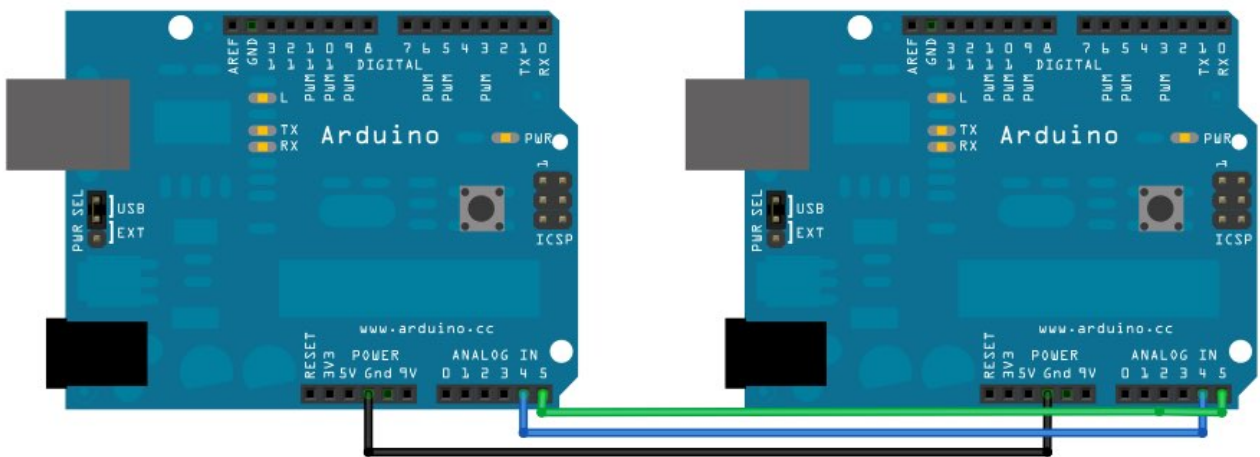 AREF GND 13 12 11 10 9 8 7 6 5 4 3 2 TX 1 RX 0
PWM PWM PWM DIGITAL PWM PWM PWM
L
TX
RX
Arduino
PWR
1
PWR SEL
USB
EXT
ICSP
www.arduino.cc
POWER ANALOG IN
RESET 3V3 5V Gnd 9V 0 1 2 3 4 5
AREF GND 13 12 11 10 9 8 7 6 5 4 3 2 TX 1 RX 0
PWM PWM PWM DIGITAL PWM PWM PWM
L
TX
RX
Arduino
PWR
1
PWR SEL
USB
EXT
ICSP
www.arduino.cc
POWER ANALOG IN
RESET 3V3 5V Gnd 9V 0 1 2 3 4 5